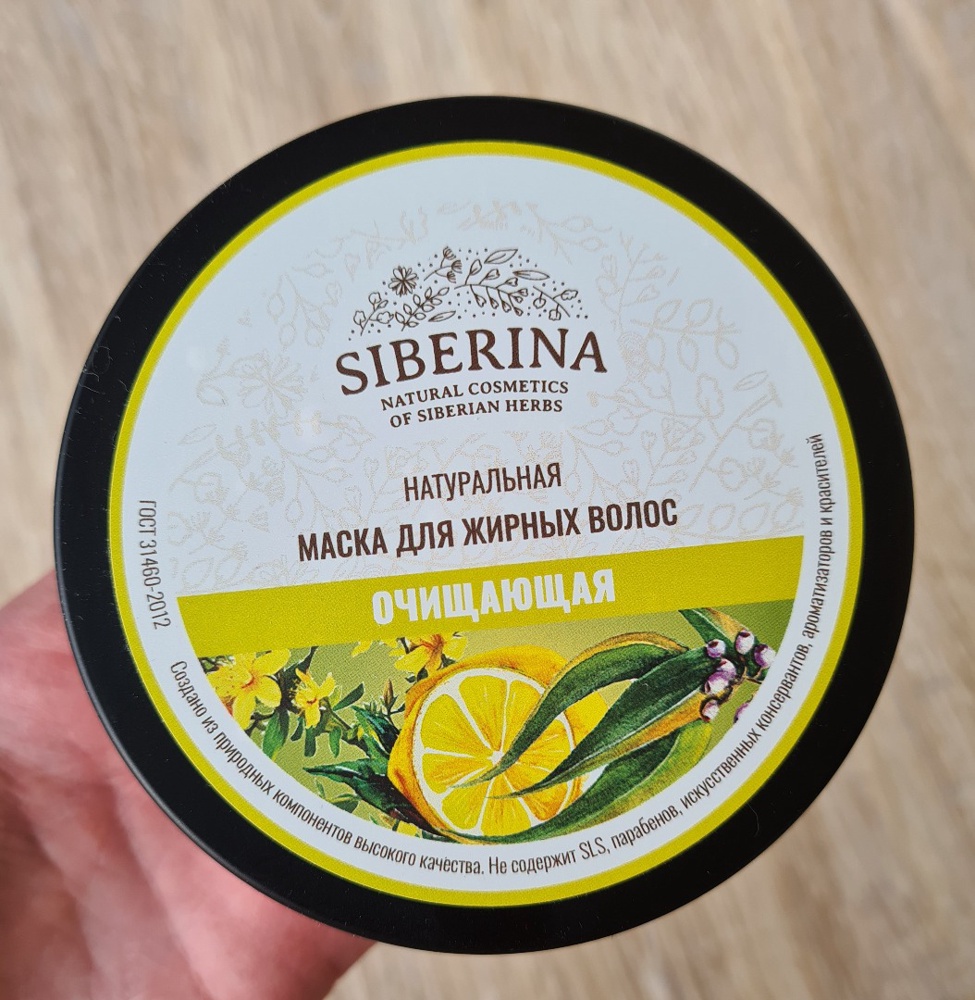 SIBERINA
NATURAL COSMETICS
OF SIBERIAN HERBS
НАТУРАЛЬНАЯ
МАСКА ДЛЯ ЖИРНЫХ ВОЛОС
ОЧИЩАЮЩАЯ
ГОСТ 31460-2012
Создано из природных компонентов высокого качества. Не содержит SLS, парабенов, искусственных консервантов, ароматизаторов и красителей